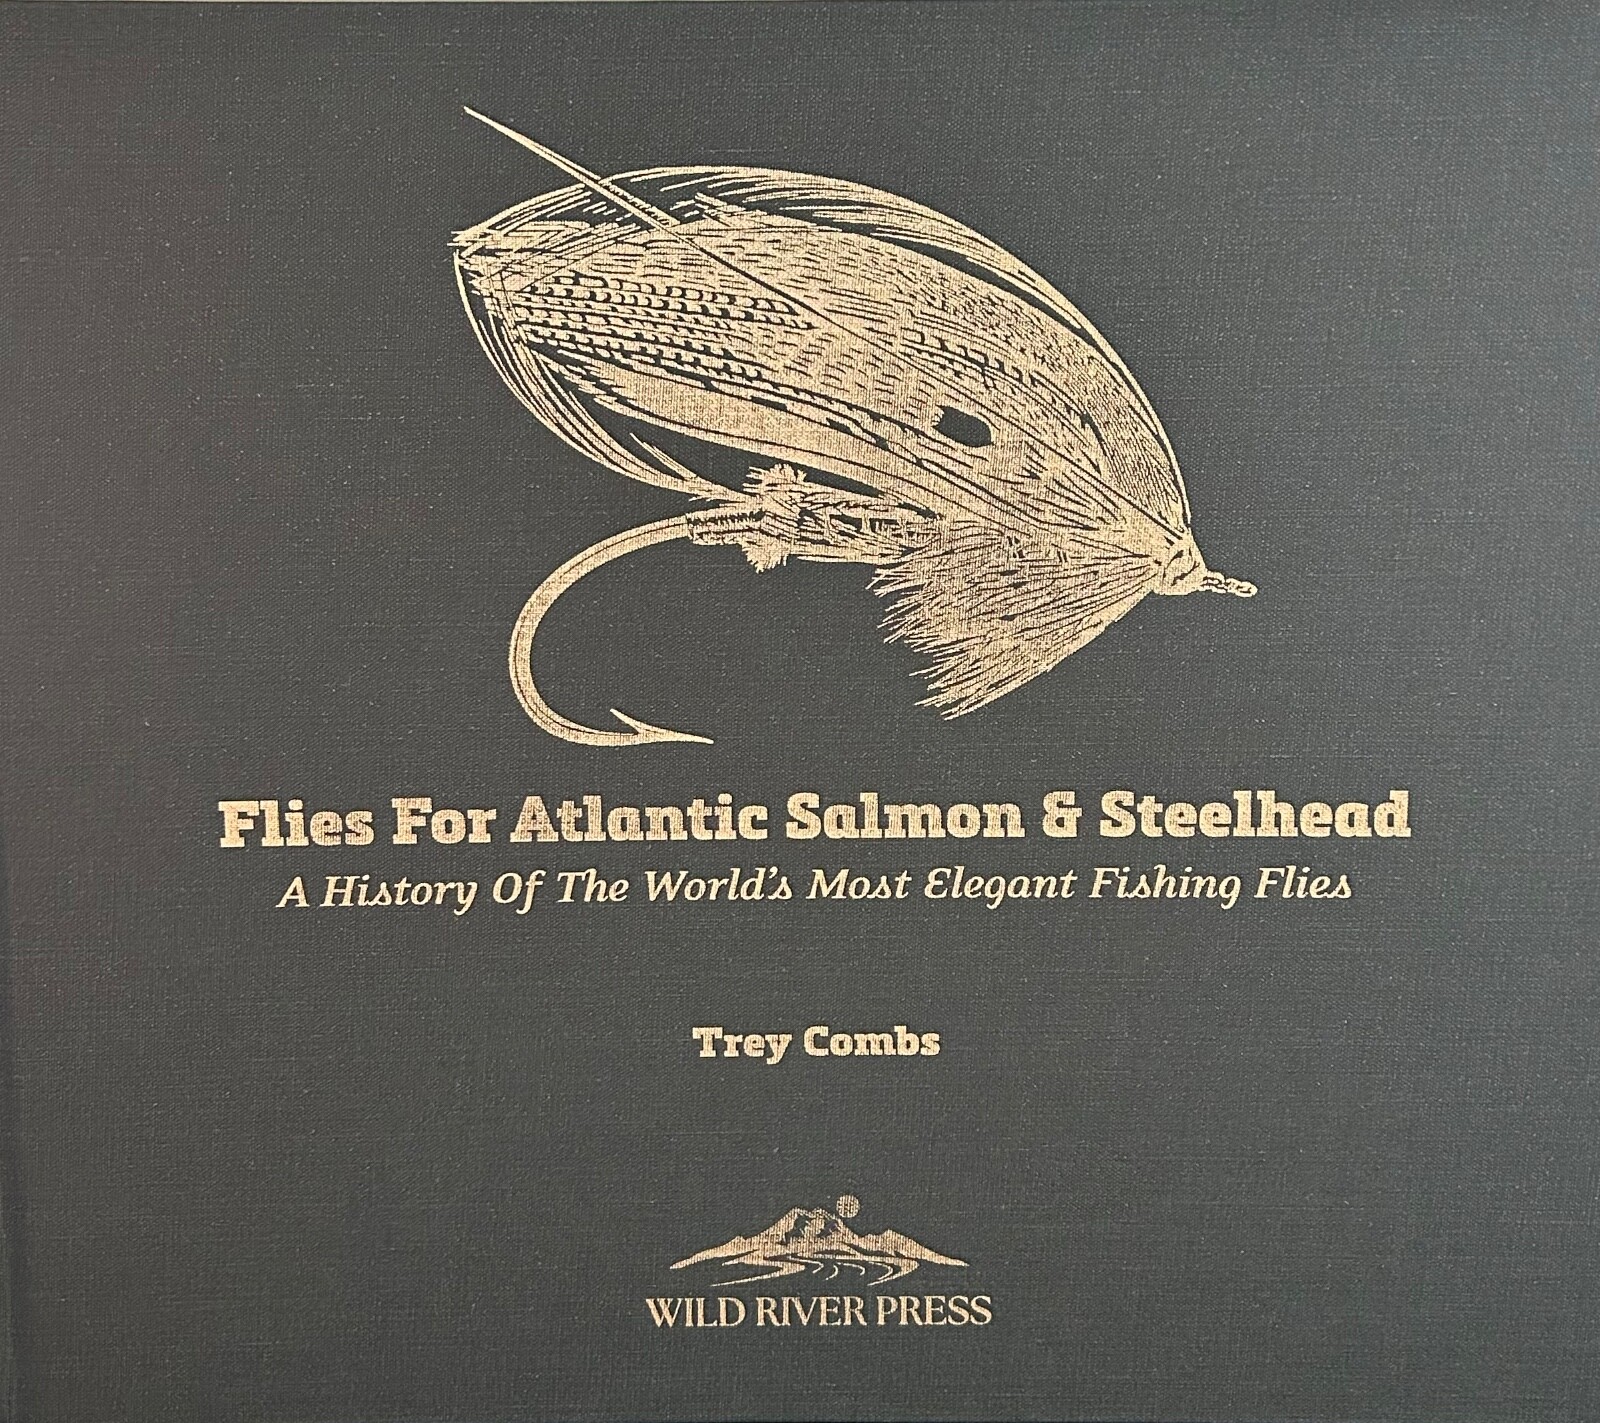 Flies For Atlantic Salmon & Steelhead
A History Of The World's Most Elegant Fishing Flies
Trey Combs
WILD RIVER PRESS